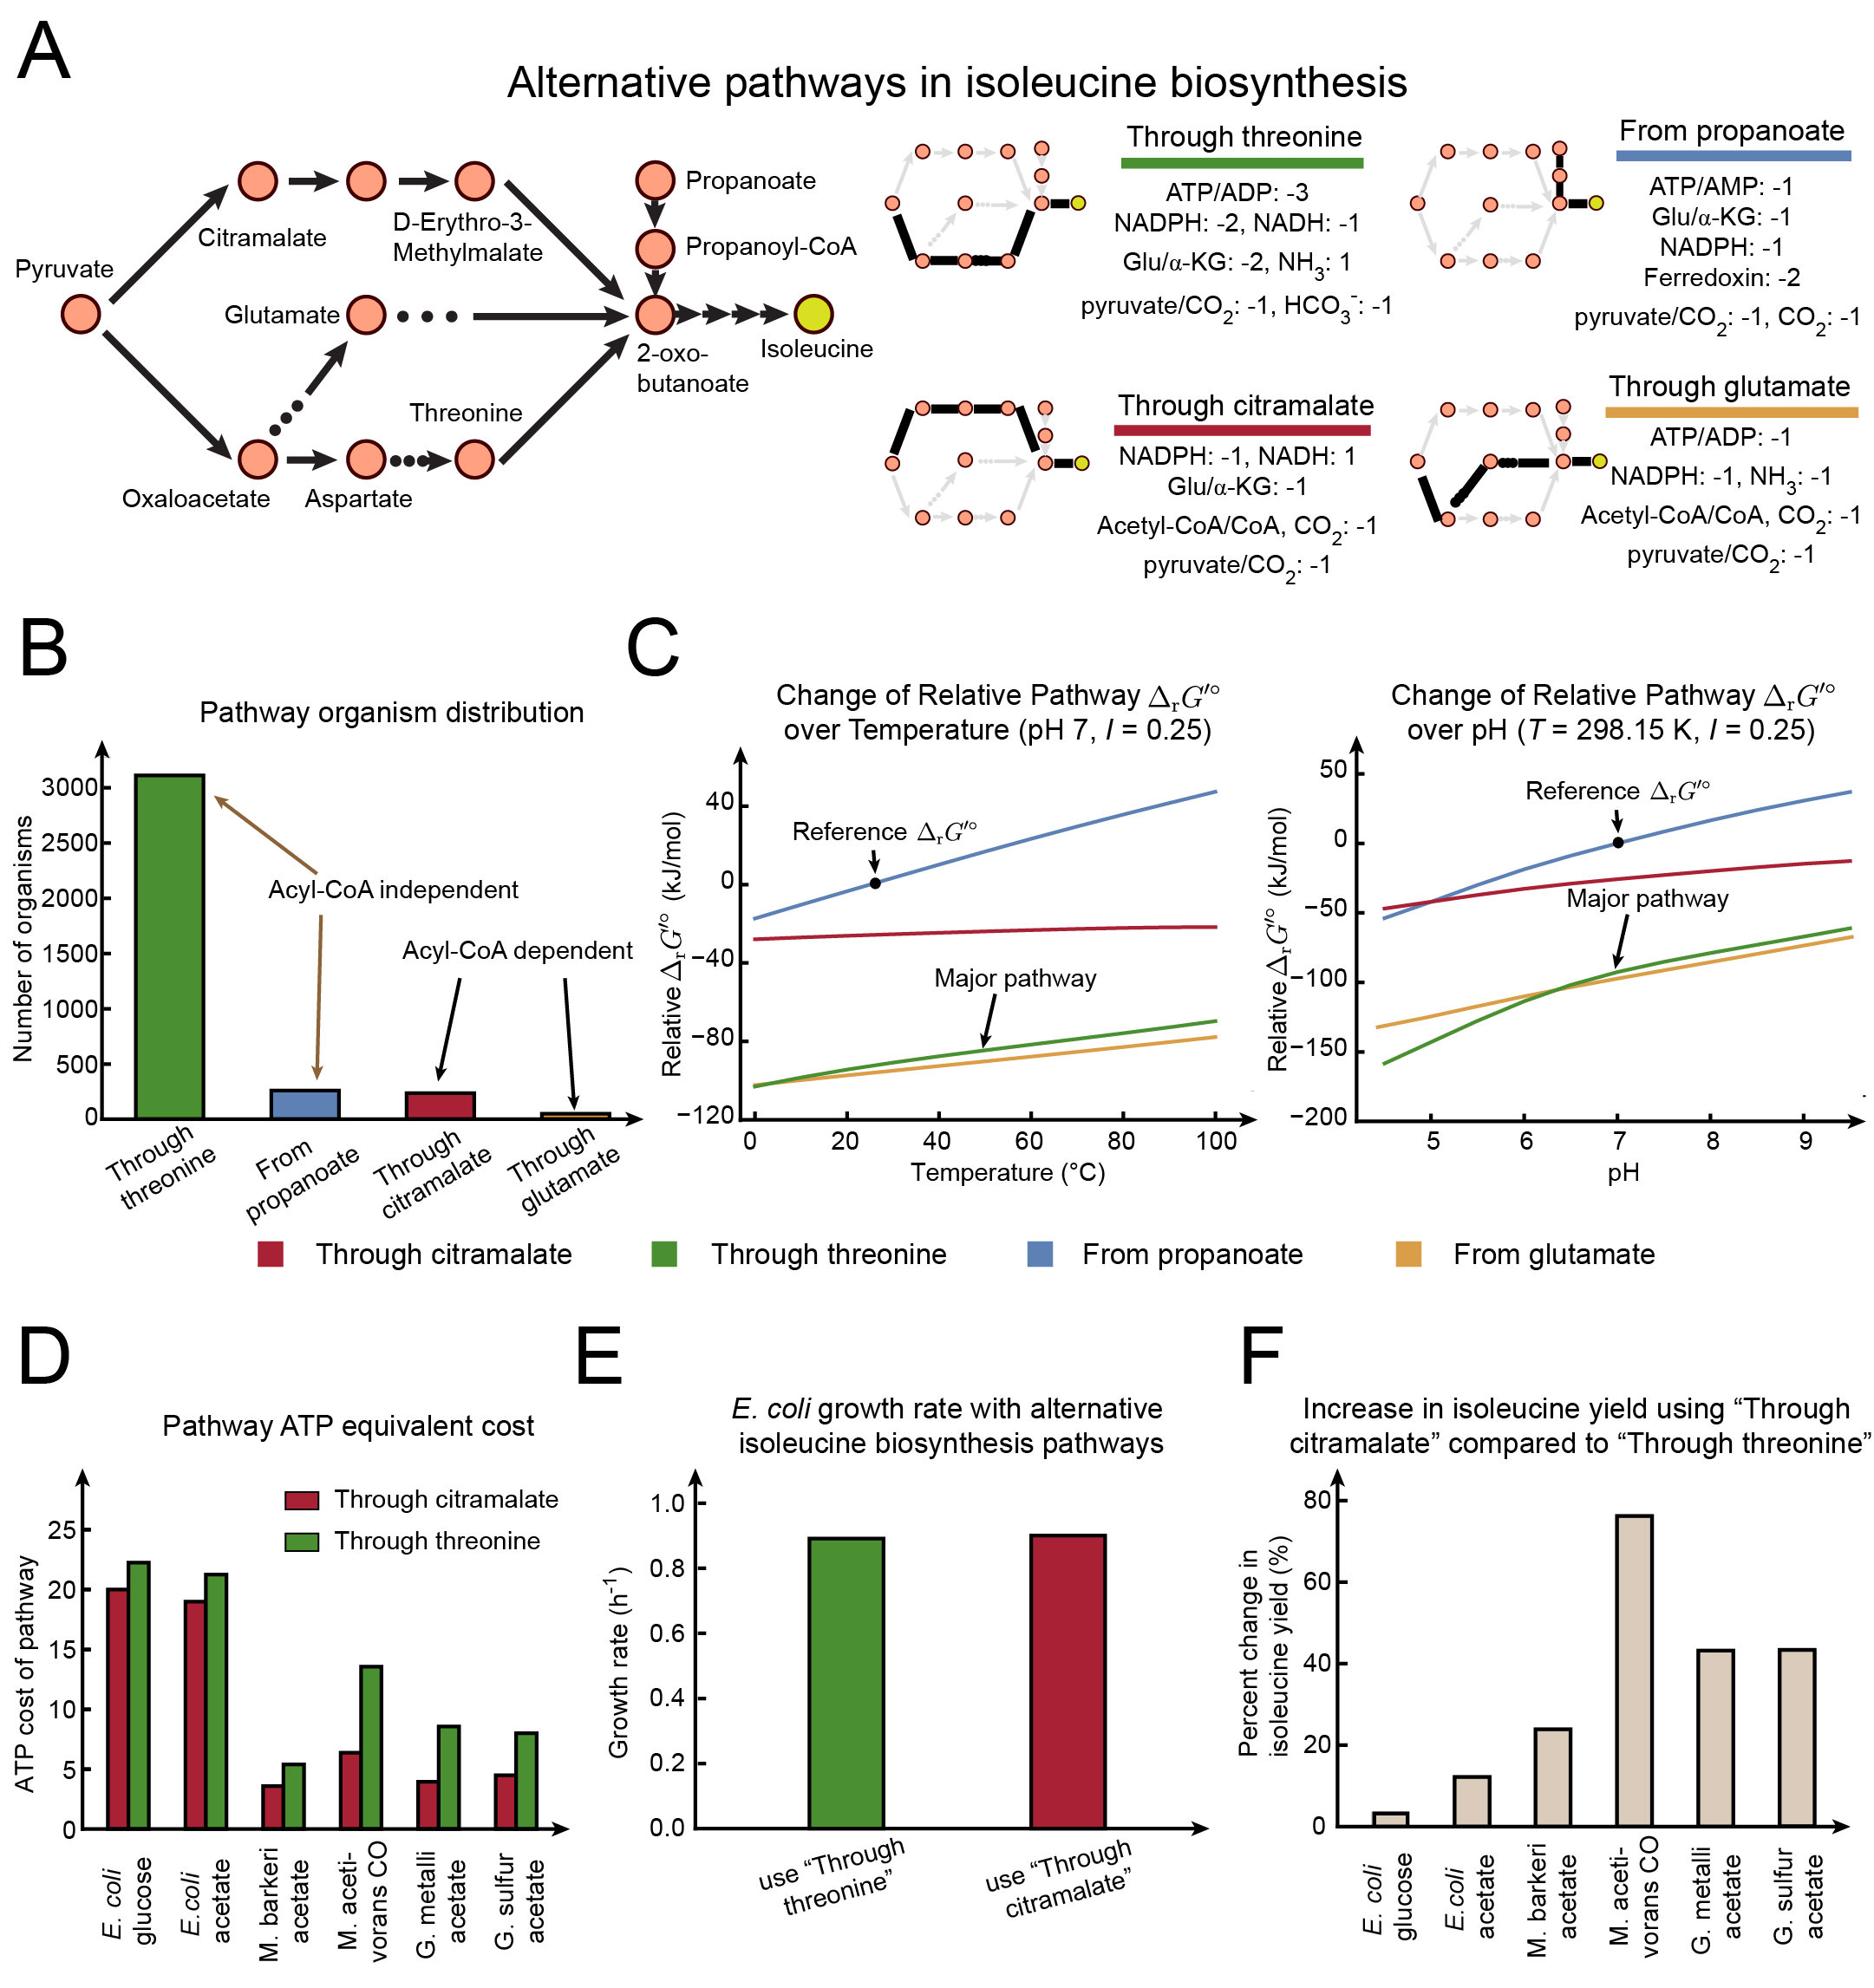 A
Alternative pathways in isoleucine biosynthesis
Pyruvate
Citramalate
D-Erythro-3-
Methylmalate
Propanoate
Propanoyl-CoA
Glutamate
2-oxo-
butanoate
Isoleucine
Threonine
Oxaloacetate
Aspartate
Through threonine
ATP/ADP: -3
NADPH: -2, NADH: -1
Glu/α-KG: -2, NH₃: 1
pyruvate/CO₂: -1, HCO₃⁻: -1
From propanoate
ATP/AMP: -1
Glu/α-KG: -1
NADPH: -1
Ferredoxin: -2
pyruvate/CO₂: -1, CO₂: -1
Through citramalate
NADPH: -1, NADH: 1
Glu/α-KG: -1
Acetyl-CoA/CoA, CO₂: -1
pyruvate/CO₂: -1
Through glutamate
ATP/ADP: -1
NADPH: -1, NH₃: -1
Acetyl-CoA/CoA, CO₂: -1
pyruvate/CO₂: -1
B
Pathway organism distribution
Number of organisms
3000
2500
2000
1500
1000
500
0
Acyl-CoA independent
Acyl-CoA dependent
Through
threonine
From
propanoate
Through
citramalate
Through
glutamate
C
Change of Relative Pathway ΔᵣG′°
over Temperature (pH 7, I = 0.25)
Relative ΔᵣG′° (kJ/mol)
40
0
−40
−80
−120
Reference ΔᵣG′°
Major pathway
0 20 40 60 80 100
Temperature (°C)
Change of Relative Pathway ΔᵣG′°
over pH (T = 298.15 K, I = 0.25)
Relative ΔᵣG′° (kJ/mol)
50
0
−50
−100
−150
−200
Reference ΔᵣG′°
Major pathway
5 6 7 8 9
pH
Through citramalate
Through threonine
From propanoate
From glutamate
D
Pathway ATP equivalent cost
Through citramalate
Through threonine
ATP cost of pathway
25
20
15
10
5
0
E. coli
glucose
E.coli
acetate
M. barkeri
acetate
M. aceti-
vorans CO
G. metalli
acetate
G. sulfur
acetate
E
E. coli growth rate with alternative
isoleucine biosynthesis pathways
Growth rate (h⁻¹)
1.0
0.8
0.6
0.4
0.2
0.0
use “Through
threonine”
use “Through
citramalate”
F
Increase in isoleucine yield using “Through
citramalate” compared to “Through threonine”
Percent change in
isoleucine yield (%)
80
60
40
20
0
E. coli
glucose
E.coli
acetate
M. barkeri
acetate
M. aceti-
vorans CO
G. metalli
acetate
G. sulfur
acetate